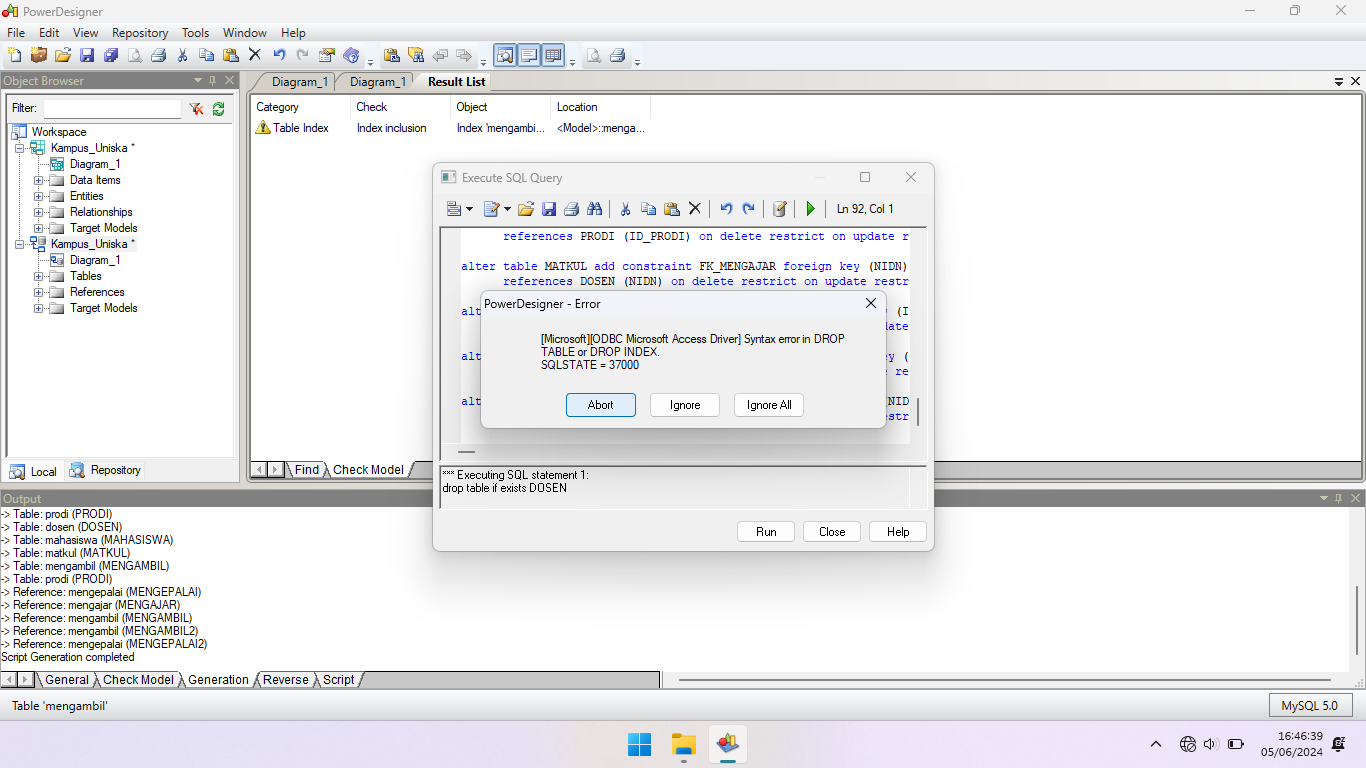 PowerDesigner
File Edit View Repository Tools Window Help
Object Browser
Filter:
Workspace
Kampus_Uniska *
Diagram_1
Data Items
Entities
Relationships
Target Models
Kampus_Uniska *
Diagram_1
Tables
References
Target Models
Local Repository
Diagram_1 Diagram_1 Result List
Category Check Object Location
Table Index Index inclusion Index 'mengambi... <Model>::menga...
Find Check Model
Execute SQL Query
Ln 92, Col 1
references PRODI (ID_PRODI) on delete restrict on update r
alter table MATKUL add constraint FK_MENGAJAR foreign key (NIDN)
references DOSEN (NIDN) on delete restrict on update restr
PowerDesigner - Error
[Microsoft][ODBC Microsoft Access Driver] Syntax error in DROP
TABLE or DROP INDEX.
SQLSTATE = 37000
Abort Ignore Ignore All
*** Executing SQL statement 1:
drop table if exists DOSEN
Run Close Help
Output
-> Table: prodi (PRODI)
-> Table: dosen (DOSEN)
-> Table: mahasiswa (MAHASISWA)
-> Table: matkul (MATKUL)
-> Table: mengambil (MENGAMBIL)
-> Table: prodi (PRODI)
-> Reference: mengepalai (MENGEPALAI)
-> Reference: mengajar (MENGAJAR)
-> Reference: mengambil (MENGAMBIL)
-> Reference: mengambil (MENGAMBIL2)
-> Reference: mengepalai (MENGEPALAI2)
Script Generation completed
General Check Model Generation Reverse Script
Table 'mengambil'
MySQL 5.0
16:46:39
05/06/2024